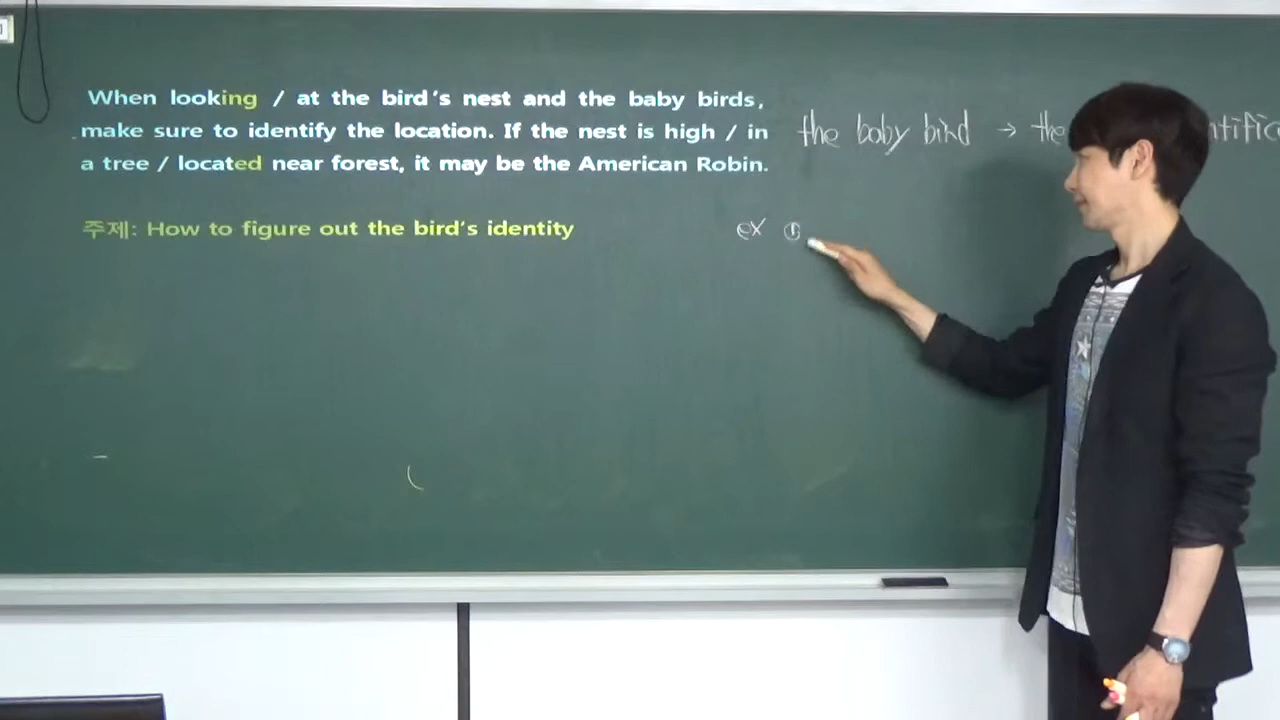 When looking / at the bird's nest and the baby birds,
make sure to identify the location. If the nest is high / in
a tree / located near forest, it may be the American Robin.
the baby bird → the
주제: How to figure out the bird's identity
ex ①